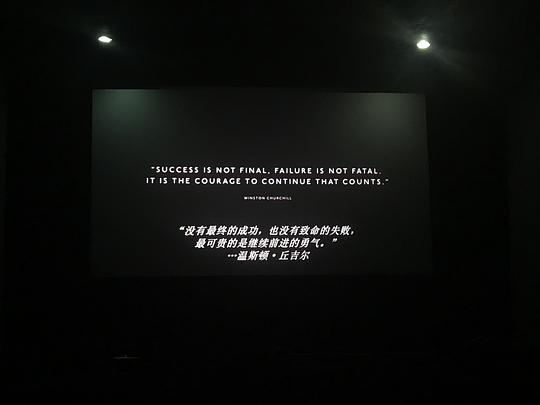 "SUCCESS IS NOT FINAL, FAILURE IS NOT FATAL.
IT IS THE COURAGE TO CONTINUE THAT COUNTS."
WINSTON CHURCHILL
“没有最终的成功，也没有致命的失败，
最可贵的是继续前进的勇气。”
…温斯顿·丘吉尔